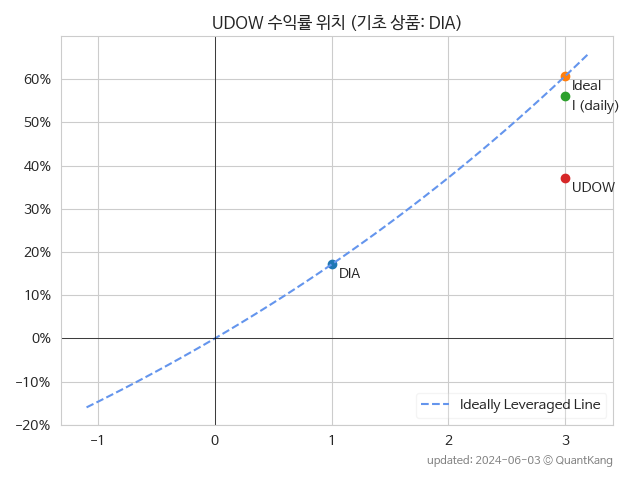 UDOW 수익률 위치 (기초 상품: DIA)
60%
50%
40%
30%
20%
10%
0%
−10%
−20%
Ideal
I (daily)
UDOW
DIA
Ideally Leveraged Line
−1
0
1
2
3
updated: 2024-06-03 © QuantKang